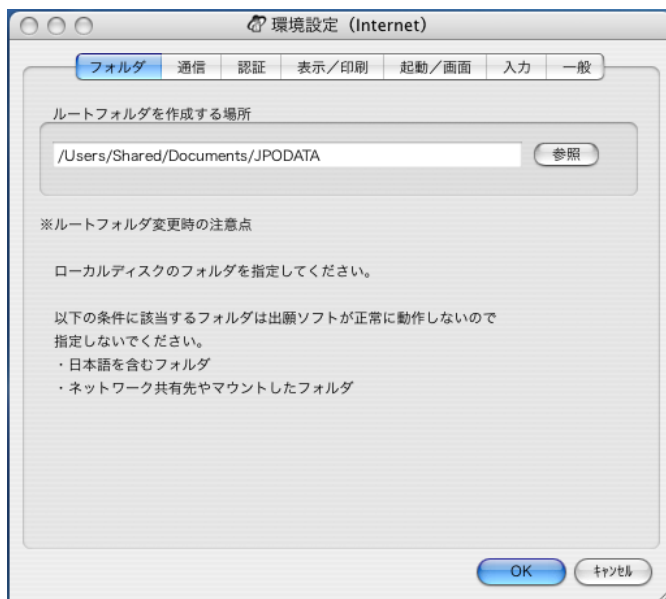 環境設定（Internet）
フォルダ 通信 認証 表示／印刷 起動／画面 入力 一般
ルートフォルダを作成する場所
/Users/Shared/Documents/JPODATA 参照
※ルートフォルダ変更時の注意点
ローカルディスクのフォルダを指定してください。
以下の条件に該当するフォルダは出願ソフトが正常に動作しないので
指定しないでください。
・日本語を含むフォルダ
・ネットワーク共有先やマウントしたフォルダ
OK ｷｬﾝｾﾙ